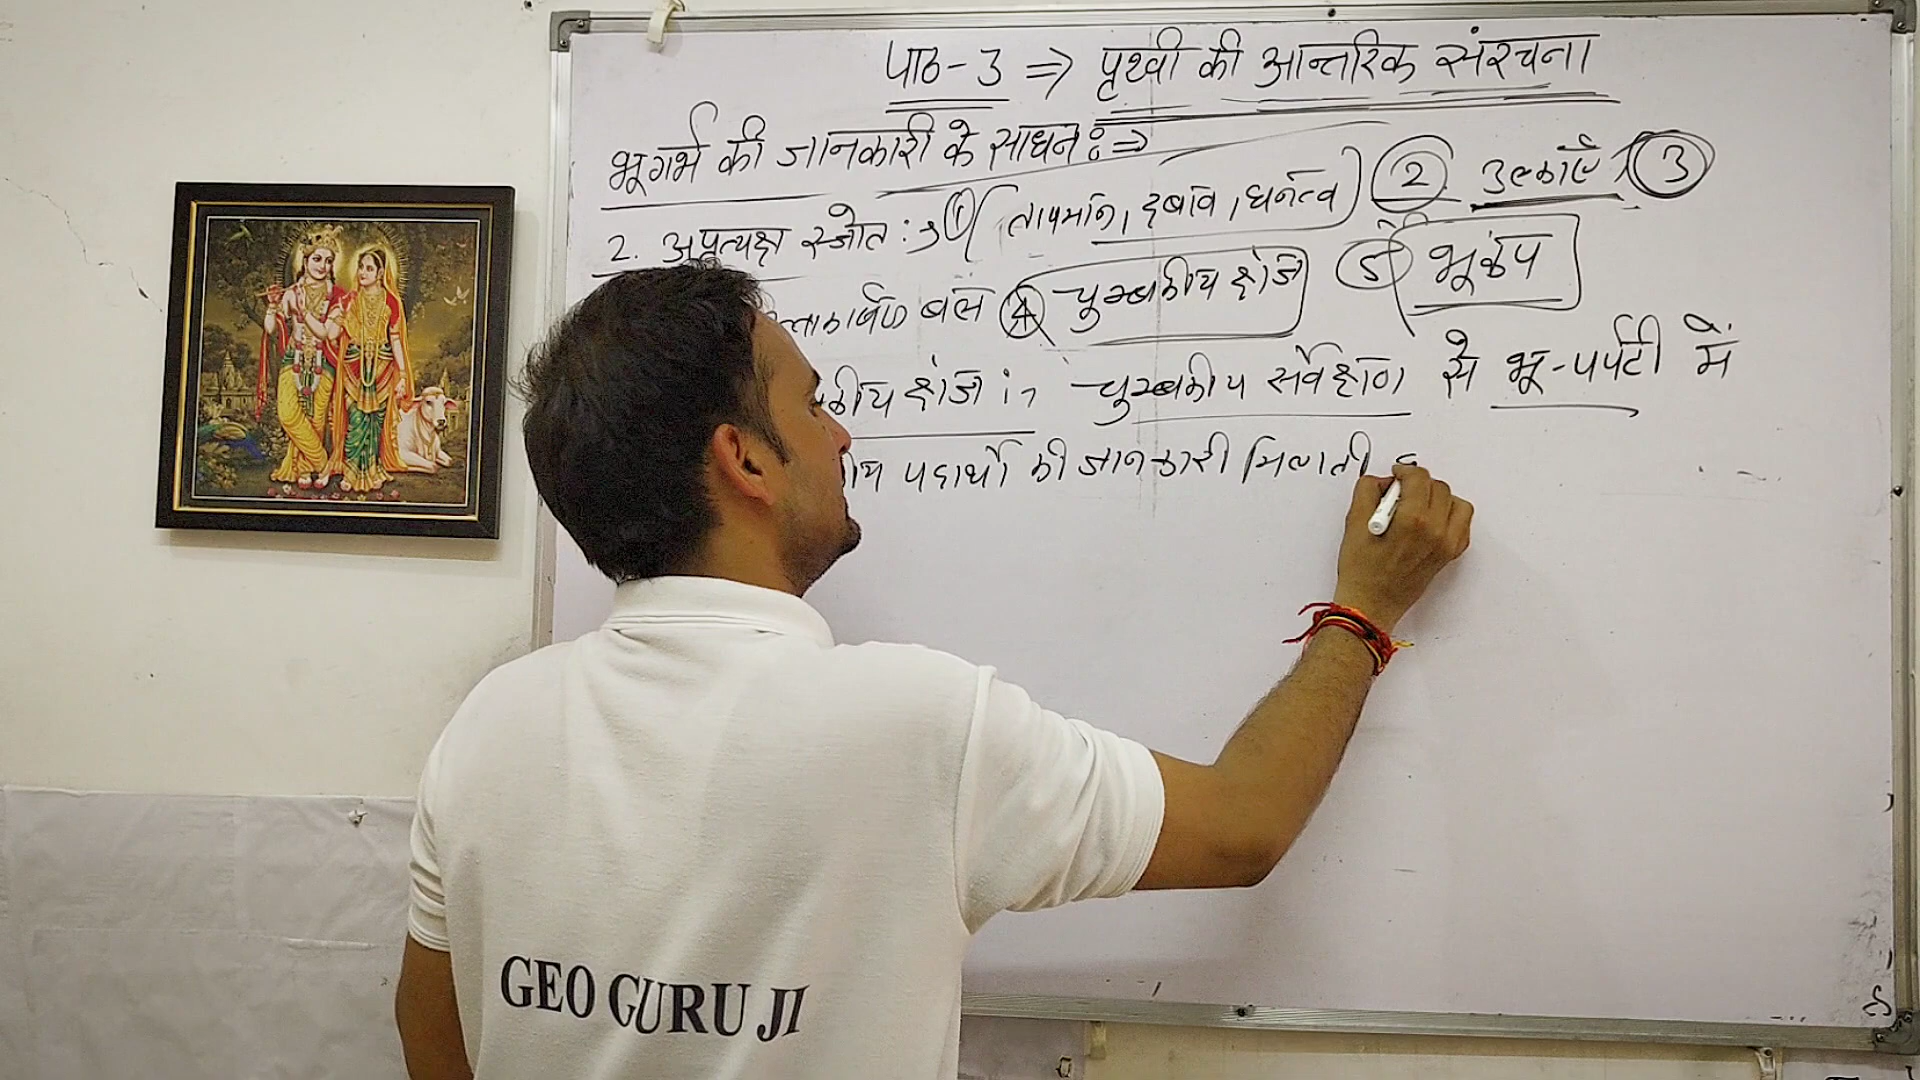 पाठ-3 ⇒ पृथ्वी की आन्तरिक संरचना
भूगर्भ की जानकारी के साधन :⇒
2. अप्रत्यक्ष स्त्रोत :→ ① (तापमान, दबाव, घनत्व) ② उल्काएँ, ③
बल ④ चुम्बकीय क्षेत्र ⑤ भूकंप
क्षेत्र :→ चुम्बकीय सर्वेक्षण से भू-पर्पटी में
पदार्थो की जानकारी मिलती
GEO GURU JI